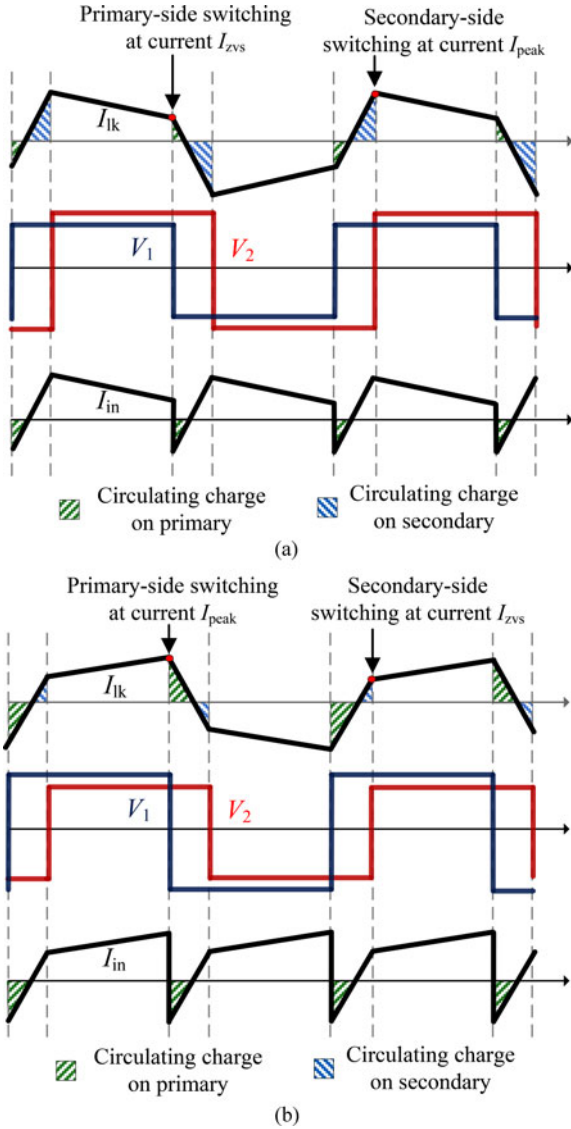 Primary-side switching
at current Izvs
Secondary-side
switching at current Ipeak
Ilk
V1
V2
Iin
Circulating charge
on primary
Circulating charge
on secondary
(a)
Primary-side switching
at current Ipeak
Secondary-side
switching at current Izvs
Ilk
V1
V2
Iin
Circulating charge
on primary
Circulating charge
on secondary
(b)